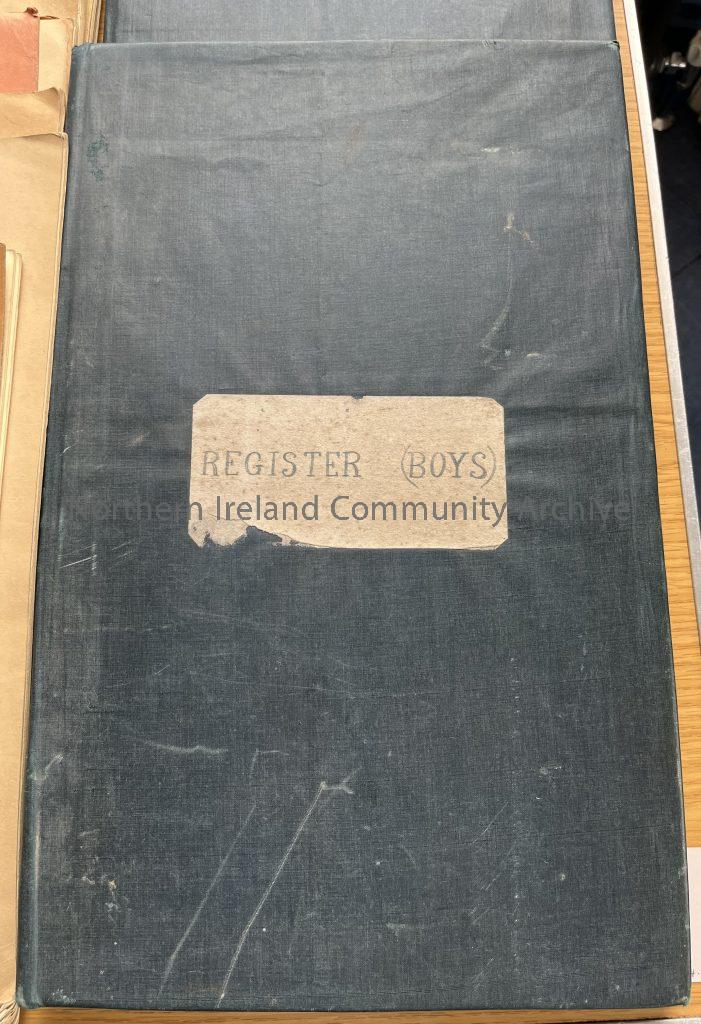 REGISTER (BOYS)
Northern Ireland Community Archive